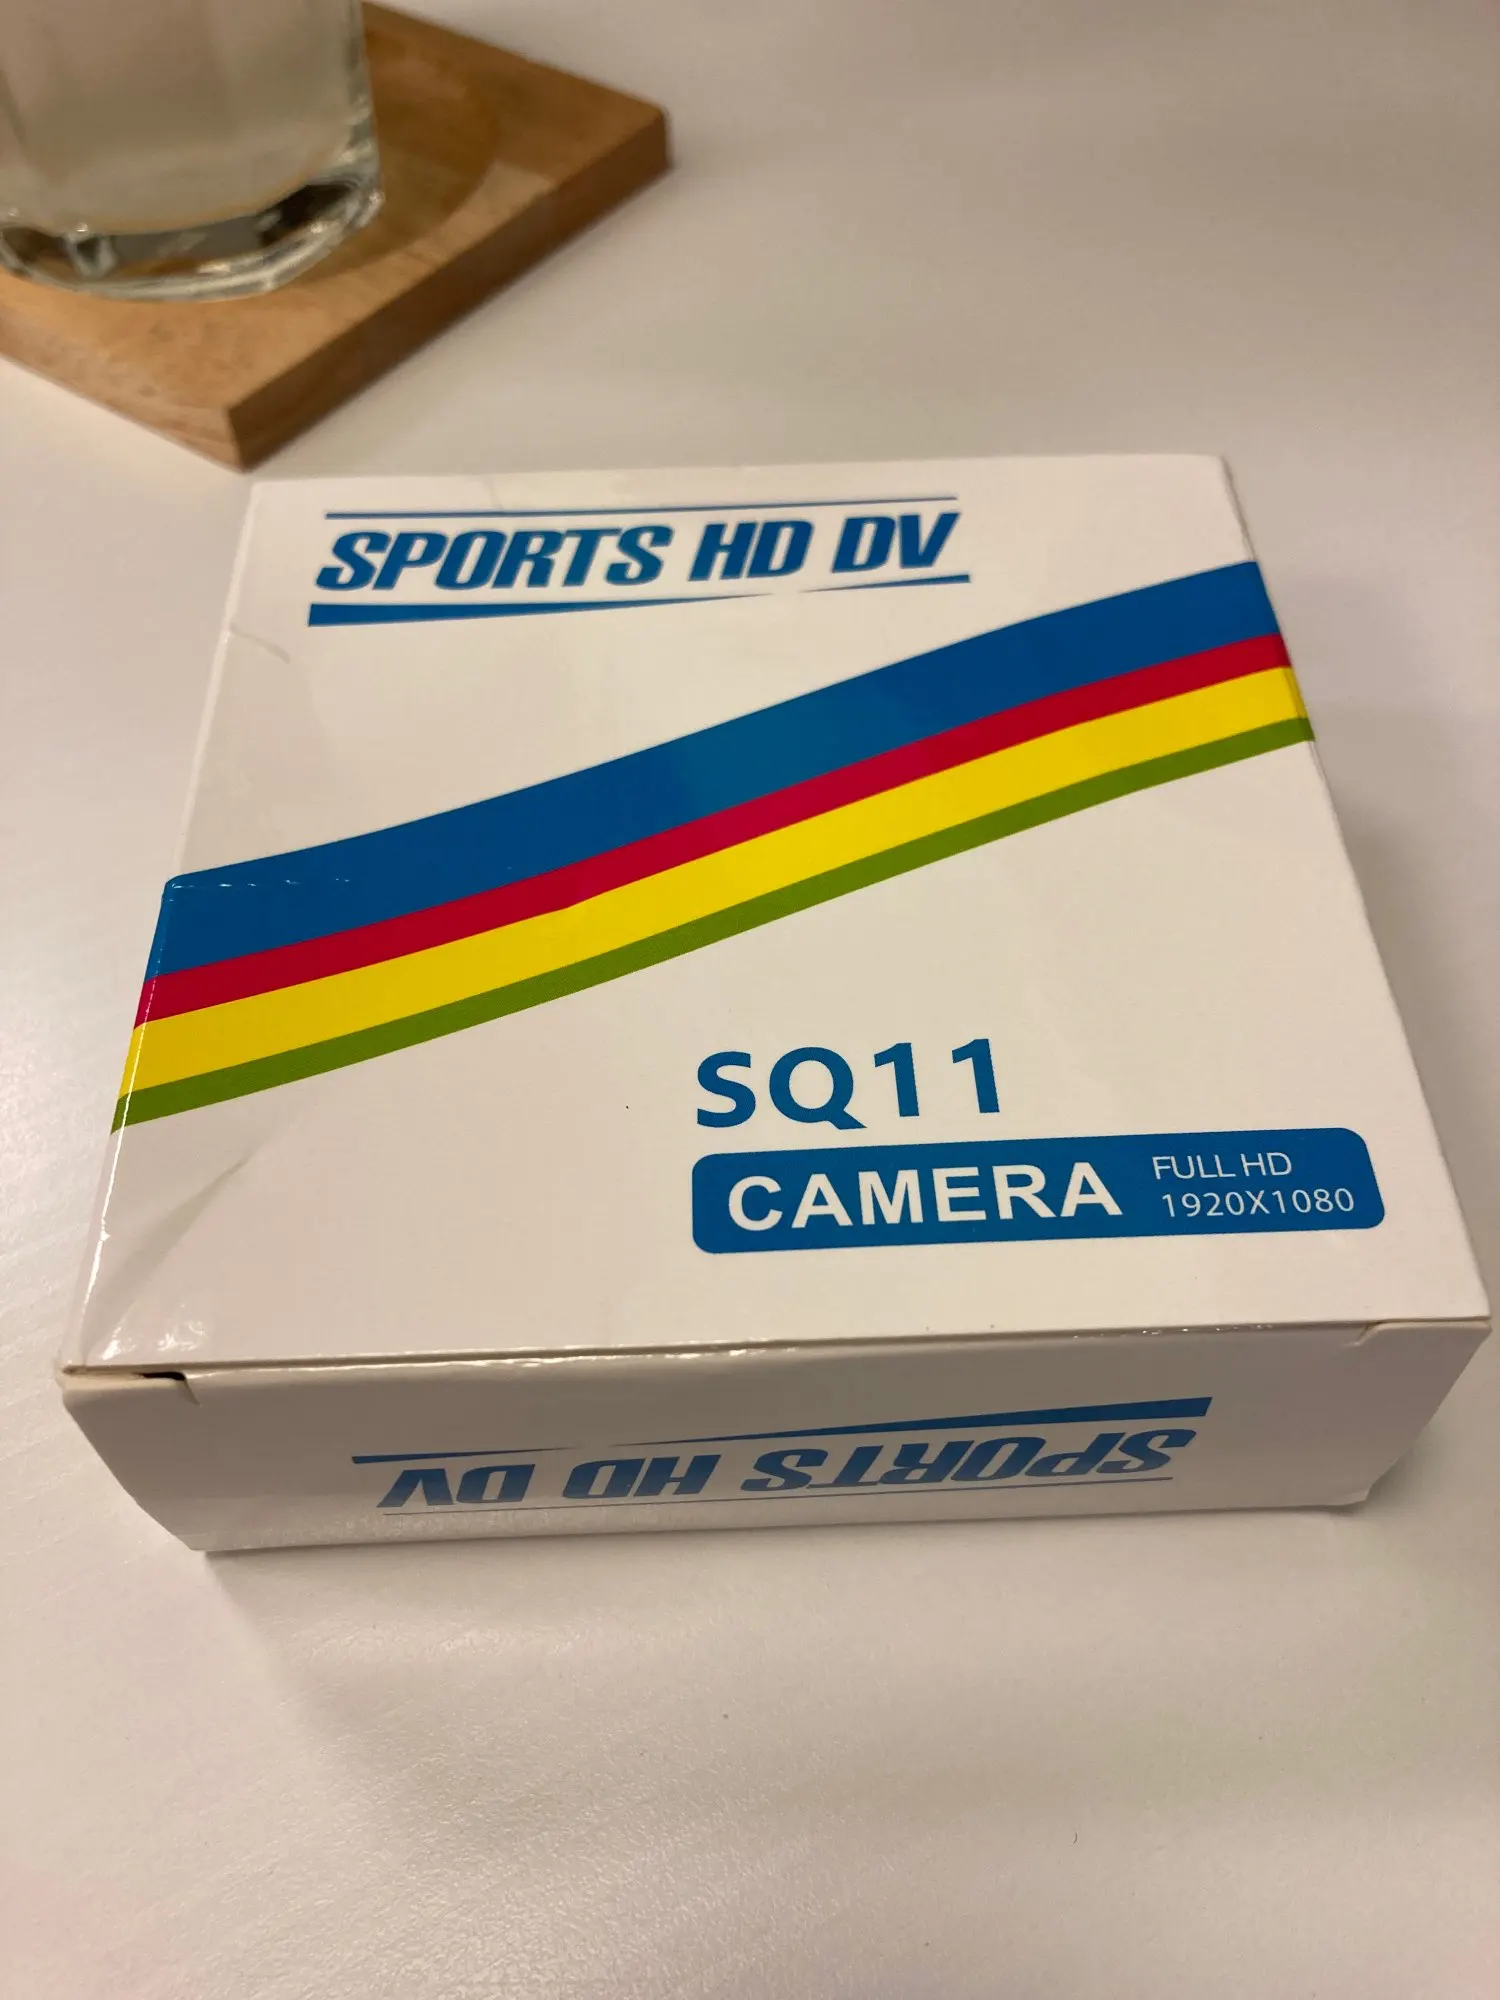 SPORTS HD DV
SQ11
CAMERA
FULL HD
1920X1080
SPORTS HD DV